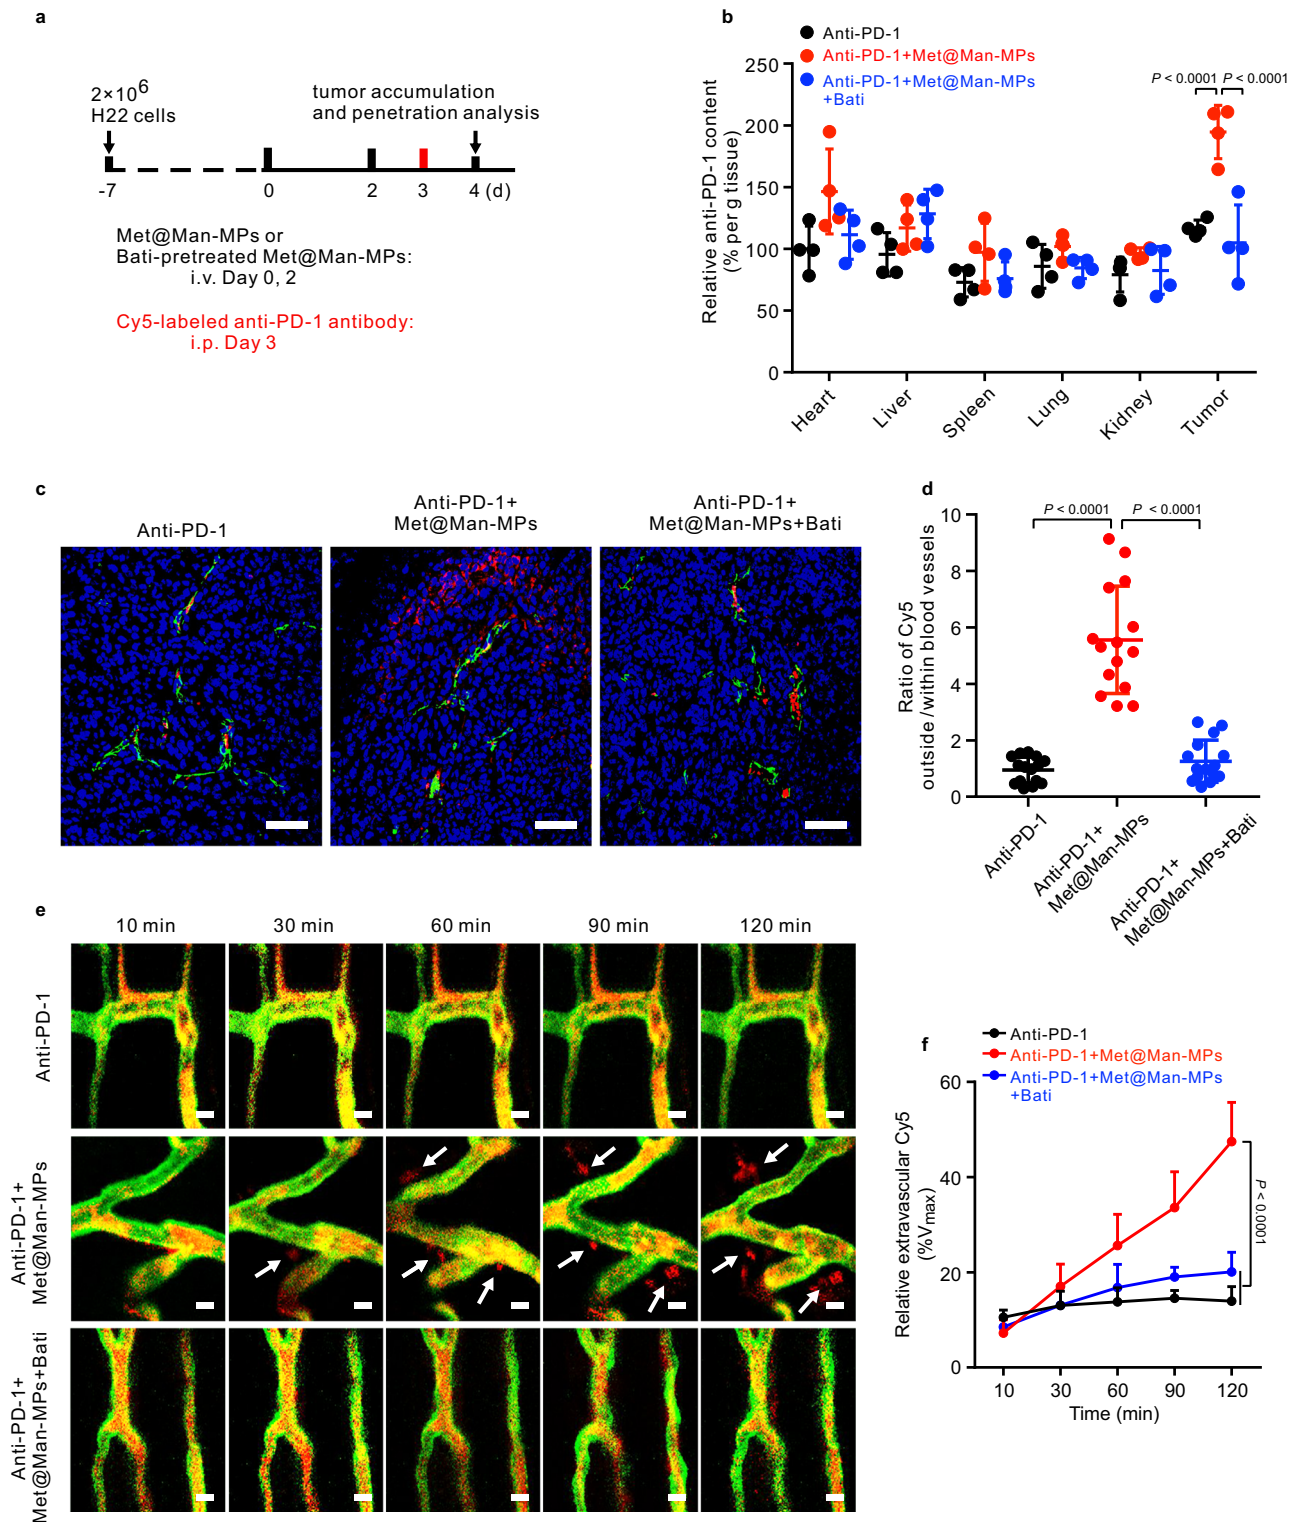 a
2×10⁶
H22 cells
tumor accumulation
and penetration analysis
-7
0
2
3
4 (d)
Met@Man-MPs or
Bati-pretreated Met@Man-MPs:
i.v. Day 0, 2
Cy5-labeled anti-PD-1 antibody:
i.p. Day 3
b
Anti-PD-1
Anti-PD-1+Met@Man-MPs
Anti-PD-1+Met@Man-MPs
+Bati
Relative anti-PD-1 content
(% per g tissue)
250
200
150
100
50
0
P < 0.0001
P < 0.0001
Heart
Liver
Spleen
Lung
Kidney
Tumor
c
Anti-PD-1
Anti-PD-1+
Met@Man-MPs
Anti-PD-1+
Met@Man-MPs+Bati
d
Ratio of Cy5
outside/within blood vessels
10
8
6
4
2
0
P < 0.0001
P < 0.0001
Anti-PD-1
Anti-PD-1+
Met@Man-MPs
Anti-PD-1+
Met@Man-MPs+Bati
e
10 min
30 min
60 min
90 min
120 min
Anti-PD-1
Anti-PD-1+
Met@Man-MPs
Anti-PD-1+
Met@Man-MPs+Bati
f
Anti-PD-1
Anti-PD-1+Met@Man-MPs
Anti-PD-1+Met@Man-MPs
+Bati
Relative extravascular Cy5
(%Vmax)
60
40
20
0
P < 0.0001
10
30
60
90
120
Time (min)